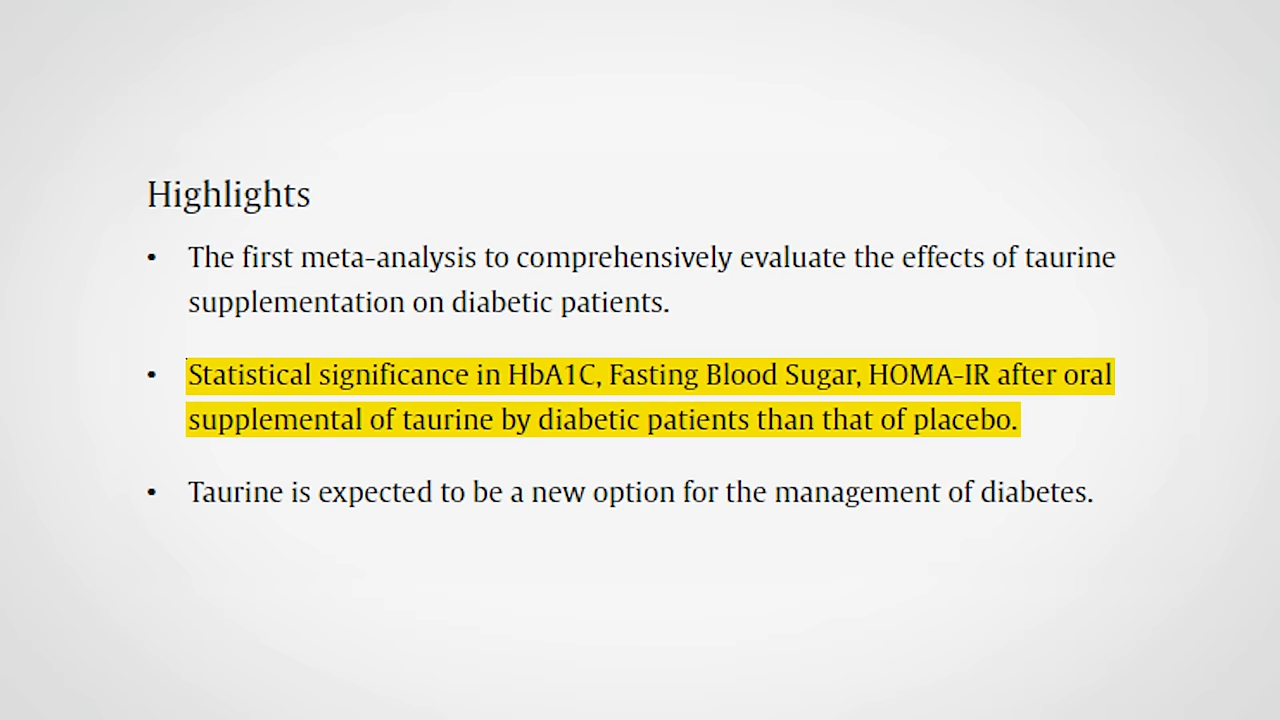 Highlights
• The first meta-analysis to comprehensively evaluate the effects of taurine
supplementation on diabetic patients.
• Statistical significance in HbA1C, Fasting Blood Sugar, HOMA-IR after oral
supplemental of taurine by diabetic patients than that of placebo.
• Taurine is expected to be a new option for the management of diabetes.